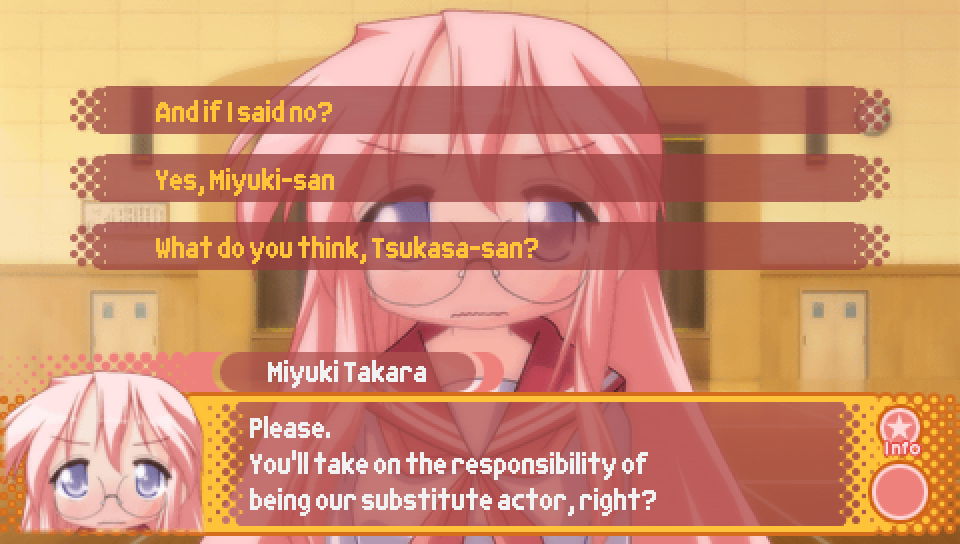 And if I said no?
Yes, Miyuki-san
What do you think, Tsukasa-san?
Miyuki Takara
Please.
You'll take on the responsibility of
being our substitute actor, right?
Info